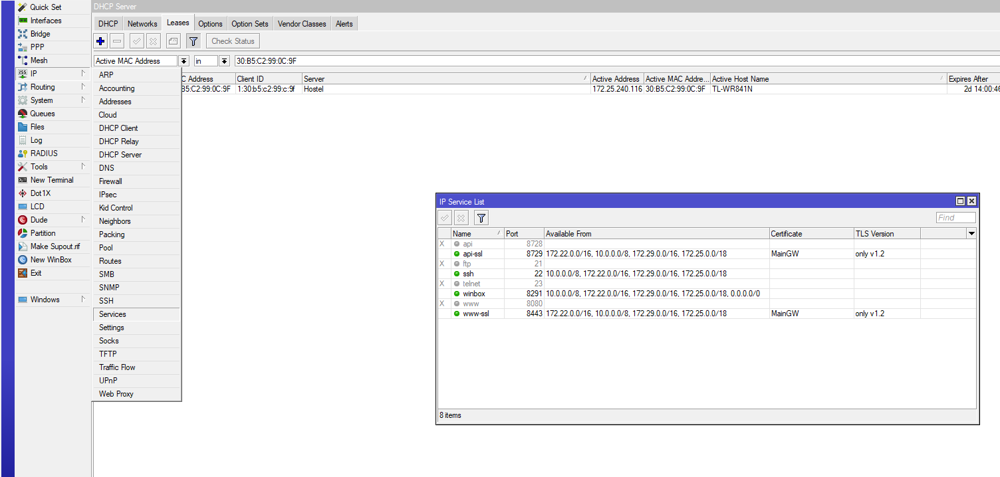 Quick Set
Interfaces
Bridge
PPP
Mesh
IP
Routing
System
Queues
Files
Log
RADIUS
Tools
New Terminal
Dot1X
LCD
Dude
Partition
Make Supout.rif
New WinBox
Exit
Windows
DHCP Server
DHCP Networks Leases Options Option Sets Vendor Classes Alerts
Check Status
Active MAC Address in 30:B5:C2:99:0C:9F
C Address Client ID Server Active Address Active MAC Addre... Active Host Name Expires After
B5:C2:99:0C:9F 1:30:b5:c2:99:c:9f Hostel 172.25.240.116 30:B5:C2:99:0C:9F TL-WR841N 2d 14:00:46
ARP
Accounting
Addresses
Cloud
DHCP Client
DHCP Relay
DHCP Server
DNS
Firewall
IPsec
Kid Control
Neighbors
Packing
Pool
Routes
SMB
SNMP
SSH
Services
Settings
Socks
TFTP
Traffic Flow
UPnP
Web Proxy
IP Service List
Find
Name Port Available From Certificate TLS Version
X api 8728
api-ssl 8729 172.22.0.0/16, 10.0.0.0/8, 172.29.0.0/16, 172.25.0.0/18 MainGW only v1.2
X ftp 21
ssh 22 10.0.0.0/8, 172.22.0.0/16, 172.29.0.0/16, 172.25.0.0/18
X telnet 23
winbox 8291 10.0.0.0/8, 172.22.0.0/16, 172.29.0.0/16, 172.25.0.0/18, 0.0.0.0/0
X www 8080
www-ssl 8443 172.22.0.0/16, 10.0.0.0/8, 172.29.0.0/16, 172.25.0.0/18 MainGW only v1.2
8 items